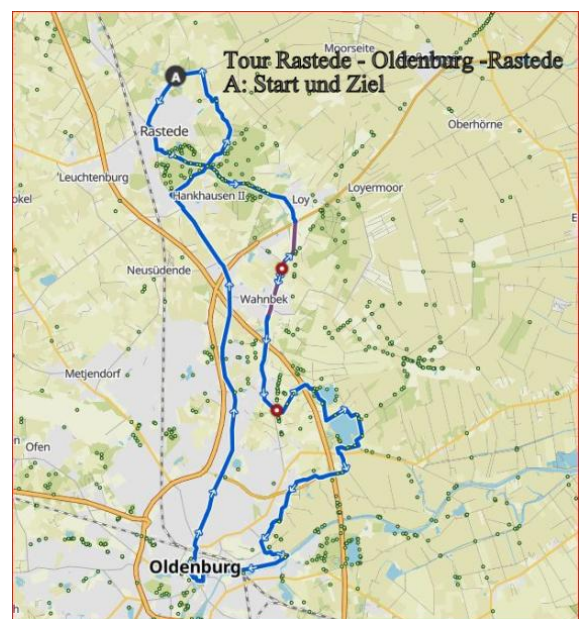 Moorseite
Tour Rastede - Oldenburg -Rastede
A: Start und Ziel
A
Oberhörne
Rastede
Leuchtenburg
Loyermoor
Hankhausen II
Loy
Neusüdende
Wahnbek
Metjendorf
Ofen
Oldenburg